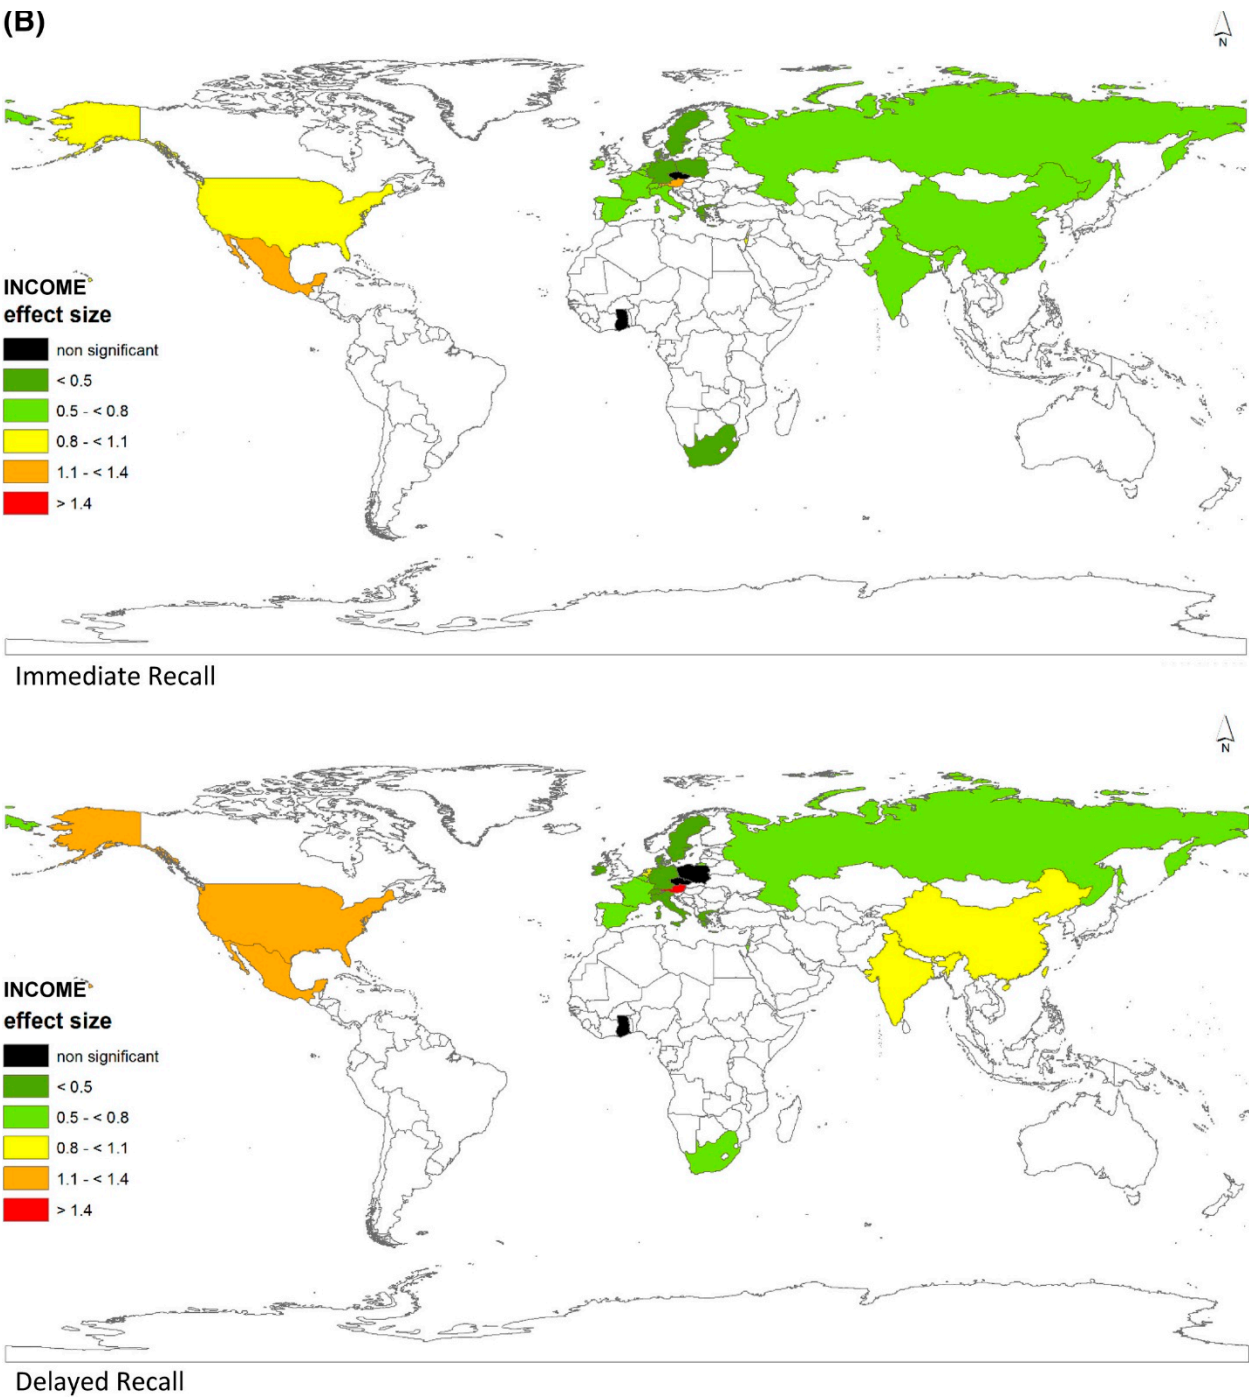 (B)
N
INCOME
effect size
non significant
< 0.5
0.5 - < 0.8
0.8 - < 1.1
1.1 - < 1.4
> 1.4
Immediate Recall
N
INCOME
effect size
non significant
< 0.5
0.5 - < 0.8
0.8 - < 1.1
1.1 - < 1.4
> 1.4
Delayed Recall